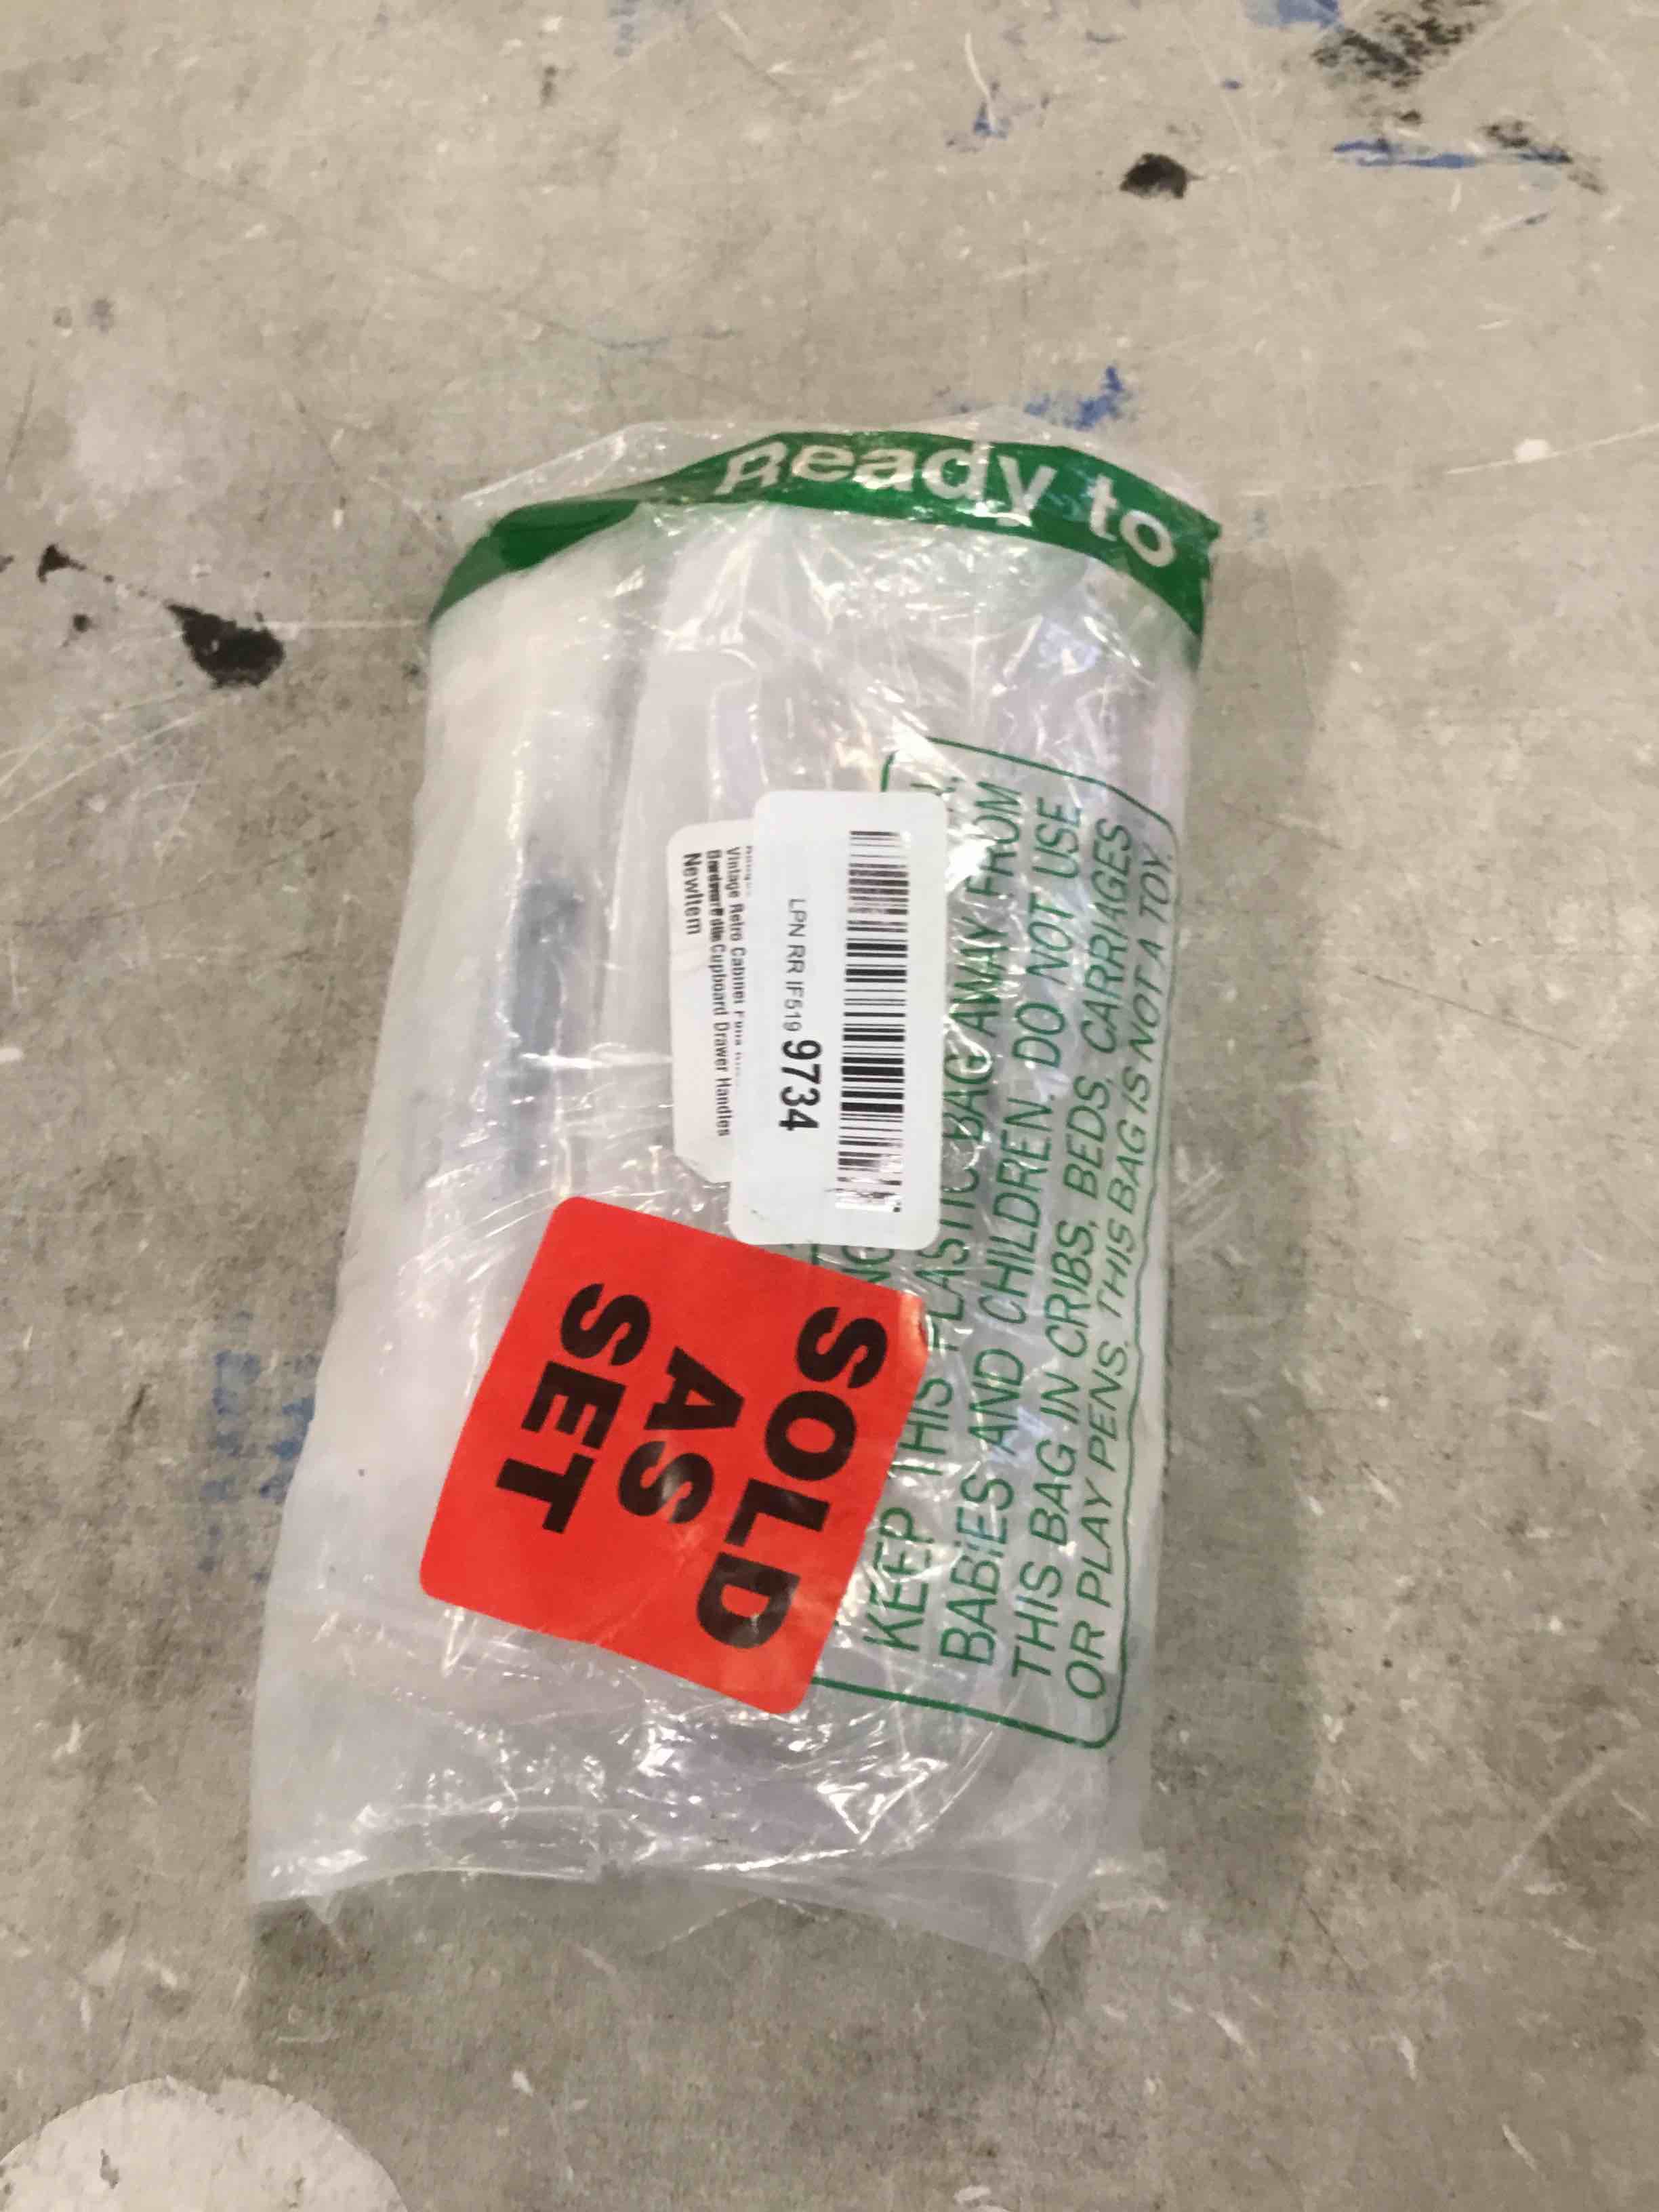 Ready to
LPN RR IF519 9734
Vintage Retro Cabinet
Cupboard Drawer Handles
NewItem
SOLD
AS
SET
KEEP THIS PLASTIC BAG AWAY FROM
BABIES AND CHILDREN. DO NOT USE
THIS BAG IN CRIBS, BEDS, CARRIAGES
OR PLAY PENS. THIS BAG IS NOT A TOY.